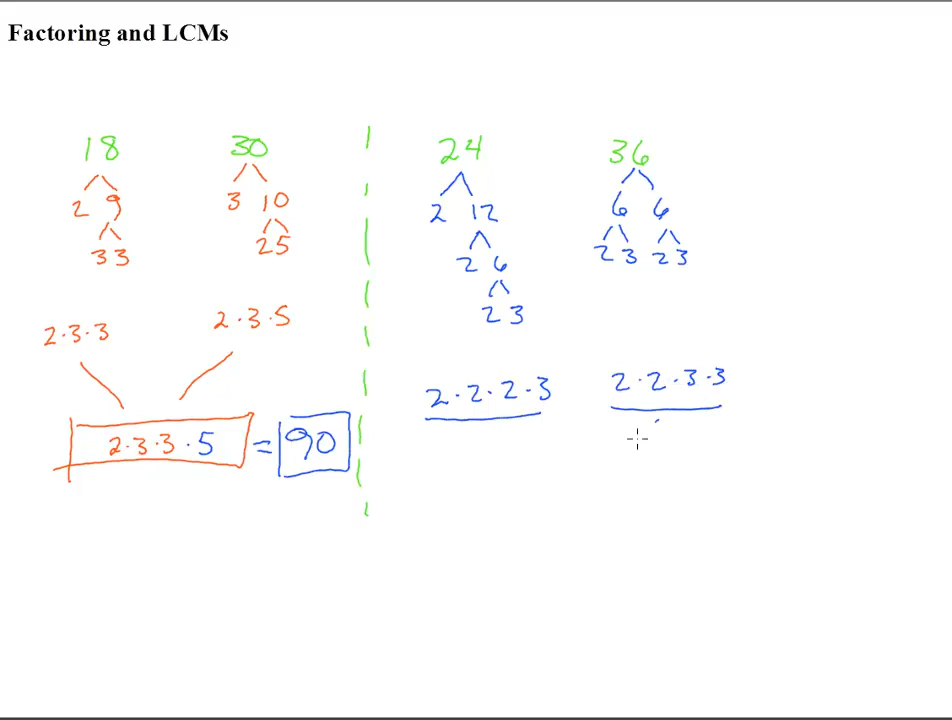 Factoring and LCMs
18 30 24 36
2 9 3 10 2 12 6 6
3 3 2 5 2 6 2 3 2 3
2 3
2·3·3 2·3·5
2·2·2·3 2·2·3·3
2·3·3·5 = 90